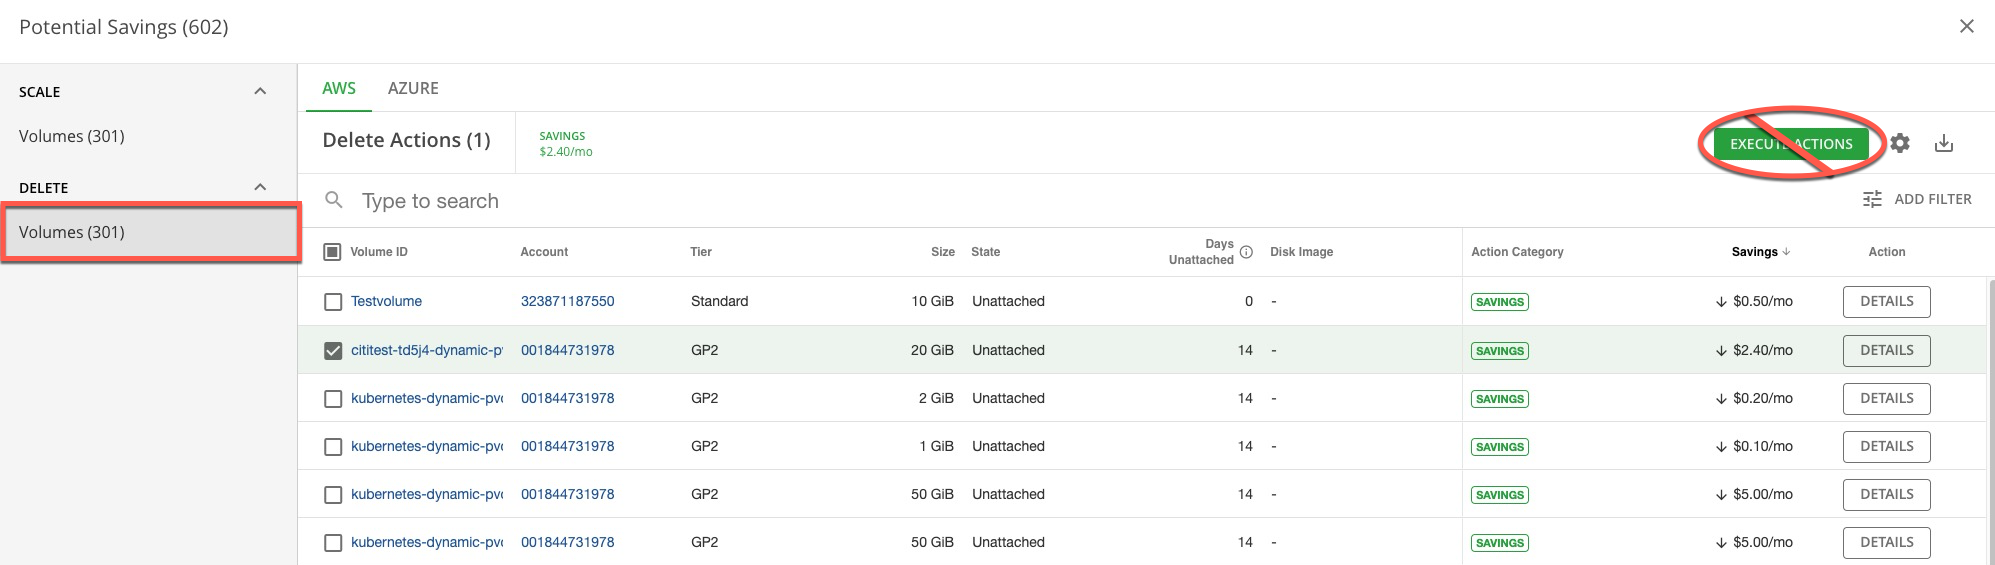 Potential Savings (602)
SCALE
Volumes (301)
DELETE
Volumes (301)
AWS AZURE
Delete Actions (1)
SAVINGS
$2.40/mo
EXECUTE ACTIONS
Type to search
ADD FILTER
Volume ID Account Tier Size State Days Unattached Disk Image Action Category Savings Action
Testvolume 323871187550 Standard 10 GiB Unattached 0 - SAVINGS $0.50/mo DETAILS
cititest-td5j4-dynamic-p 001844731978 GP2 20 GiB Unattached 14 - SAVINGS $2.40/mo DETAILS
kubernetes-dynamic-pvc 001844731978 GP2 2 GiB Unattached 14 - SAVINGS $0.20/mo DETAILS
kubernetes-dynamic-pvc 001844731978 GP2 1 GiB Unattached 14 - SAVINGS $0.10/mo DETAILS
kubernetes-dynamic-pvc 001844731978 GP2 50 GiB Unattached 14 - SAVINGS $5.00/mo DETAILS
kubernetes-dynamic-pvc 001844731978 GP2 50 GiB Unattached 14 - SAVINGS $5.00/mo DETAILS